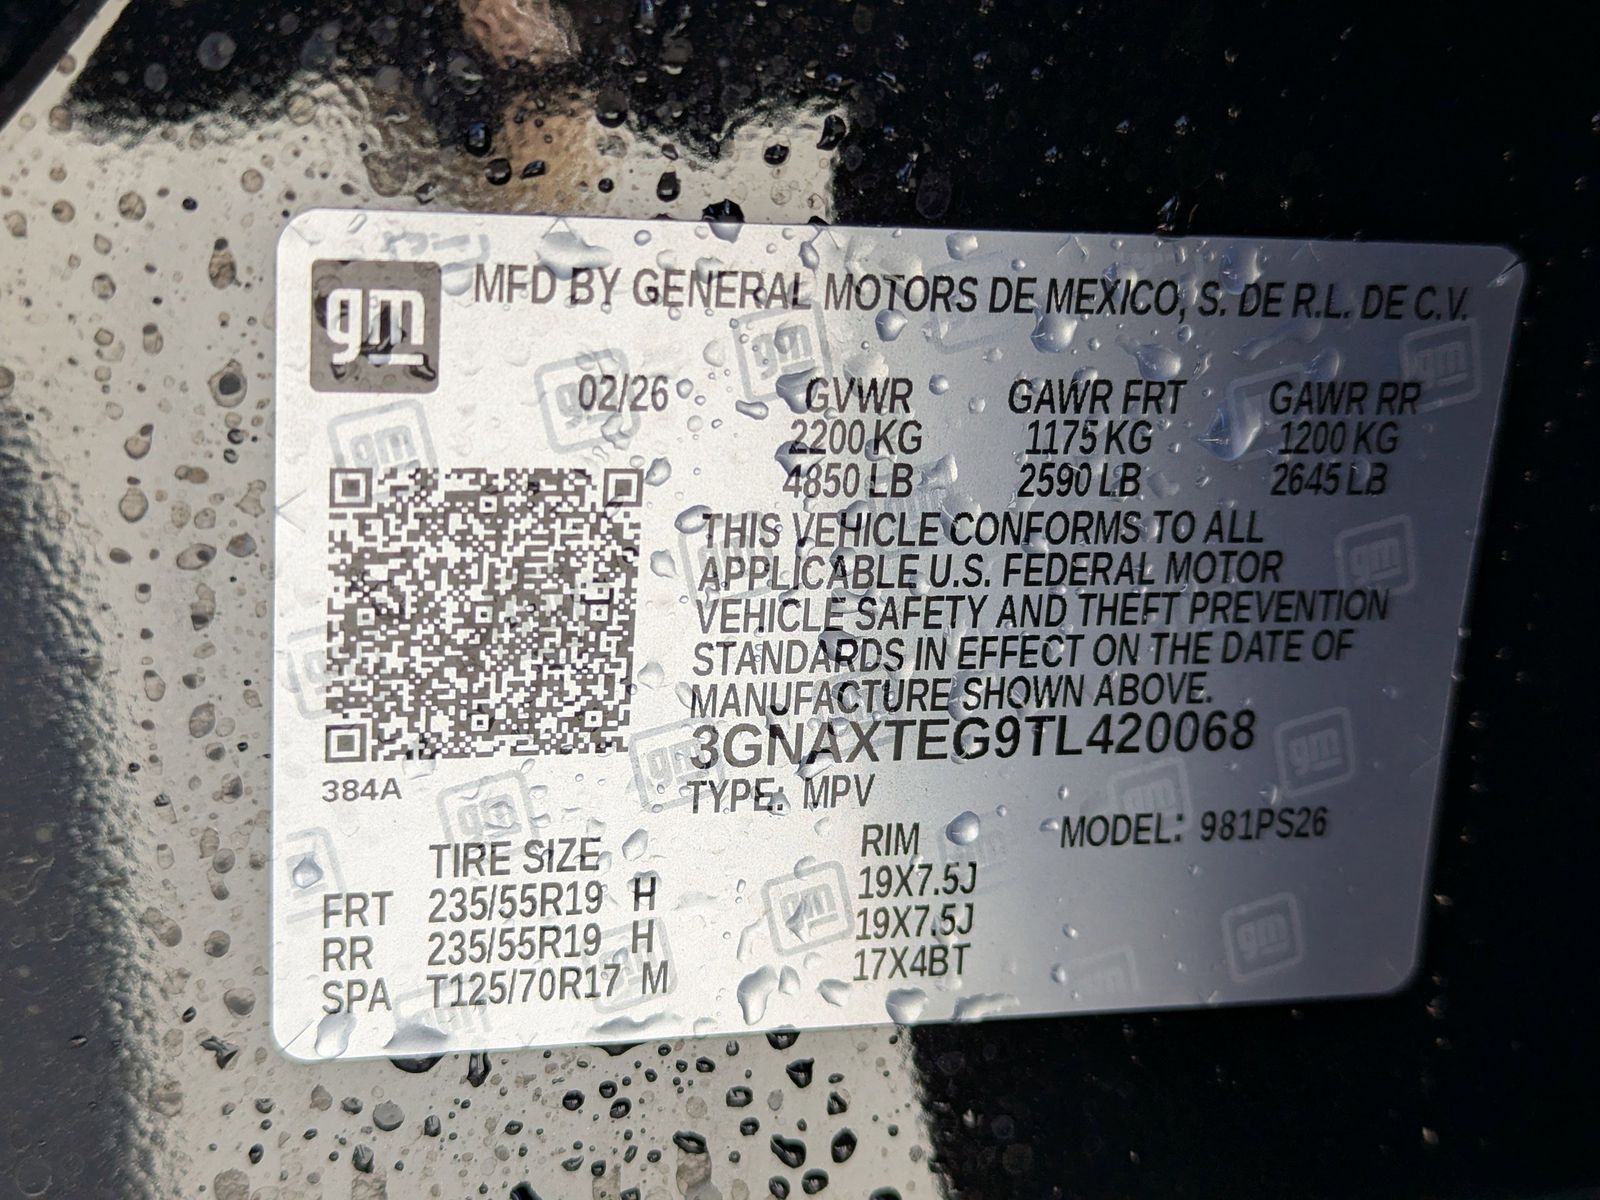 gm
MFD BY GENERAL MOTORS DE MEXICO, S. DE R.L. DE C.V.
02/26 GVWR GAWR FRT GAWR RR
2200 KG 1175 KG 1200 KG
4850 LB 2590 LB 2645 LB
THIS VEHICLE CONFORMS TO ALL
APPLICABLE U.S. FEDERAL MOTOR
VEHICLE SAFETY AND THEFT PREVENTION
STANDARDS IN EFFECT ON THE DATE OF
MANUFACTURE SHOWN ABOVE.
3GNAXTEG9TL420068
384A
TYPE: MPV
MODEL: 981PS26
TIRE SIZE RIM
FRT 235/55R19 H 19X7.5J
RR 235/55R19 H 19X7.5J
SPA T125/70R17 M 17X4BT